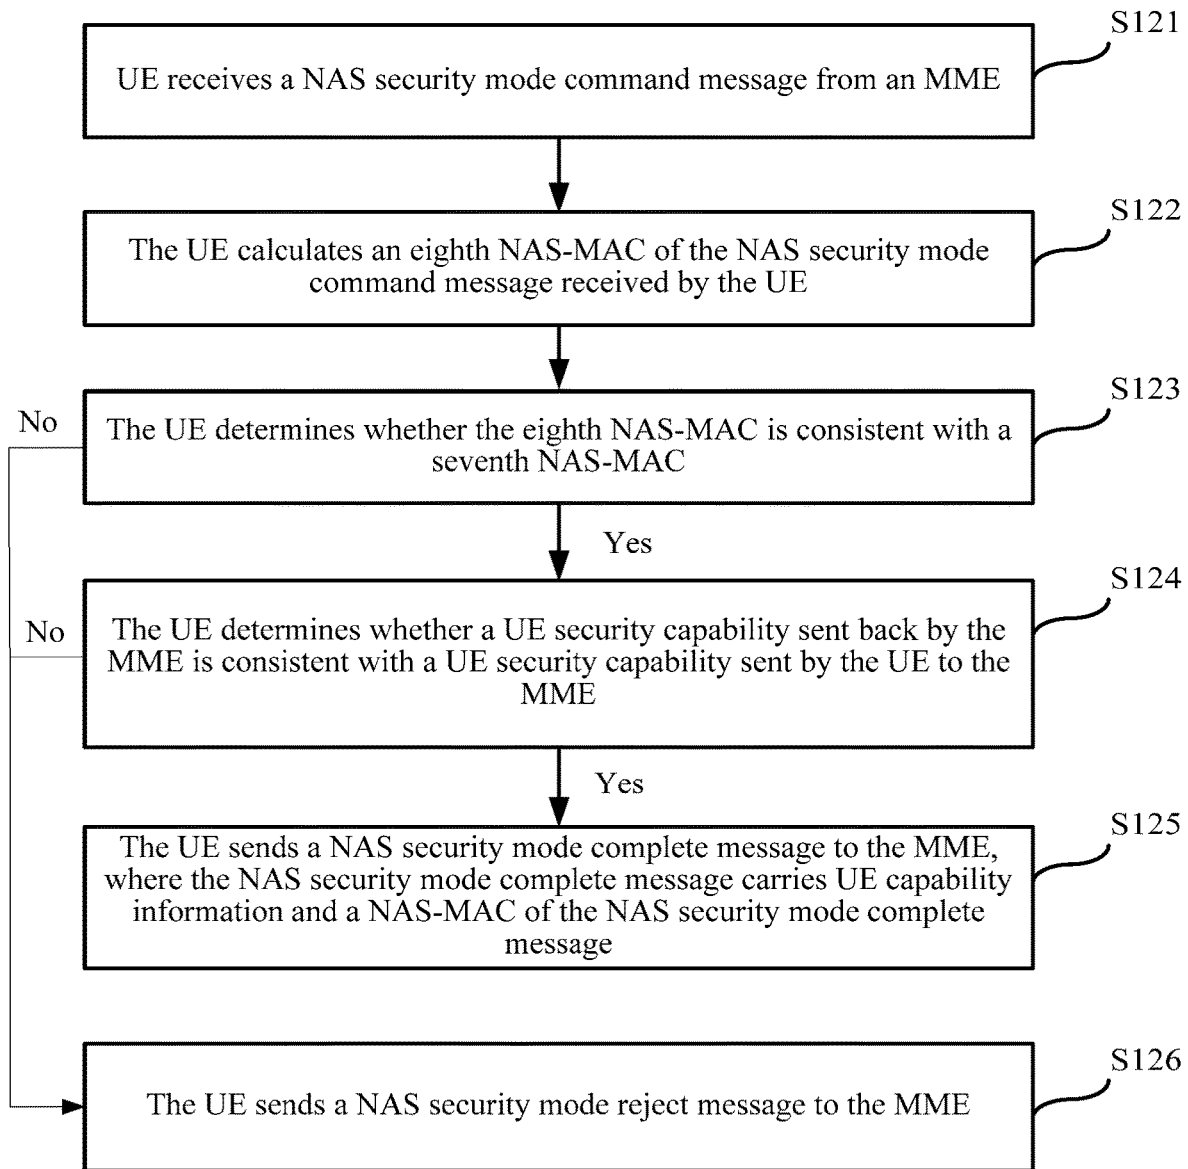 S121
UE receives a NAS security mode command message from an MME
S122
The UE calculates an eighth NAS-MAC of the NAS security mode
command message received by the UE
S123
No
The UE determines whether the eighth NAS-MAC is consistent with a
seventh NAS-MAC
Yes
S124
No
The UE determines whether a UE security capability sent back by the
MME is consistent with a UE security capability sent by the UE to the
MME
Yes
S125
The UE sends a NAS security mode complete message to the MME,
where the NAS security mode complete message carries UE capability
information and a NAS-MAC of the NAS security mode complete
message
S126
The UE sends a NAS security mode reject message to the MME